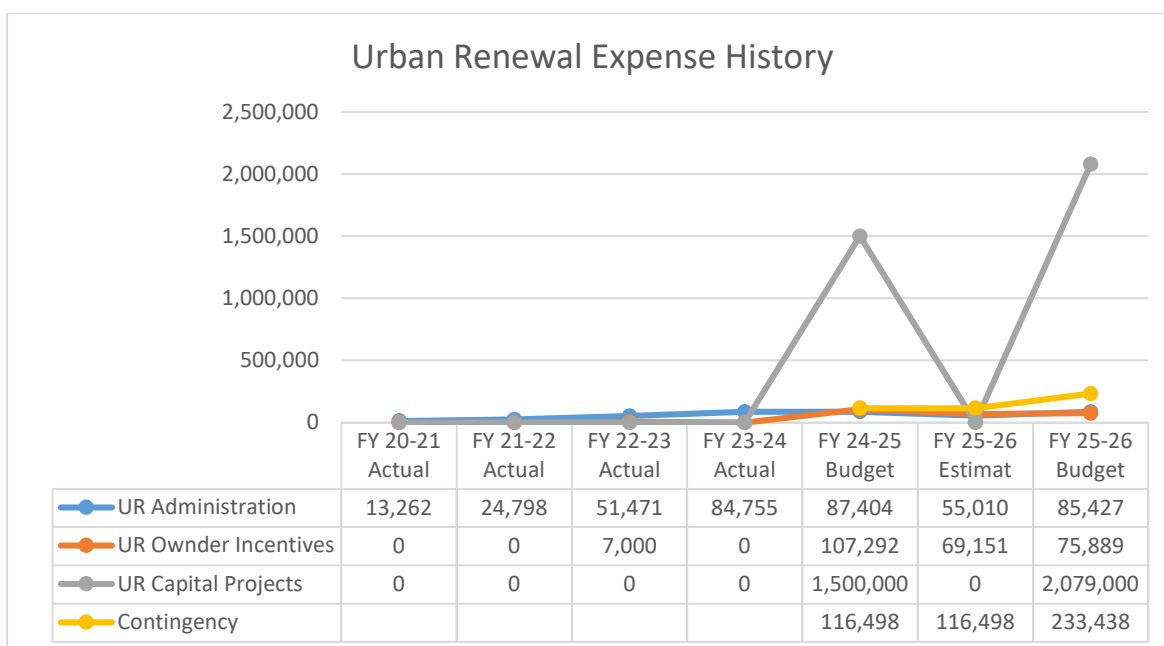 Urban Renewal Expense History
2,500,000
2,000,000
1,500,000
1,000,000
500,000
0
FY 20-21 FY 21-22 FY 22-23 FY 23-24 FY 24-25 FY 25-26 FY 25-26
Actual Actual Actual Actual Budget Estimat Budget
UR Administration 13,262 24,798 51,471 84,755 87,404 55,010 85,427
UR Ownder Incentives 0 0 7,000 0 107,292 69,151 75,889
UR Capital Projects 0 0 0 0 1,500,000 0 2,079,000
Contingency 116,498 116,498 233,438